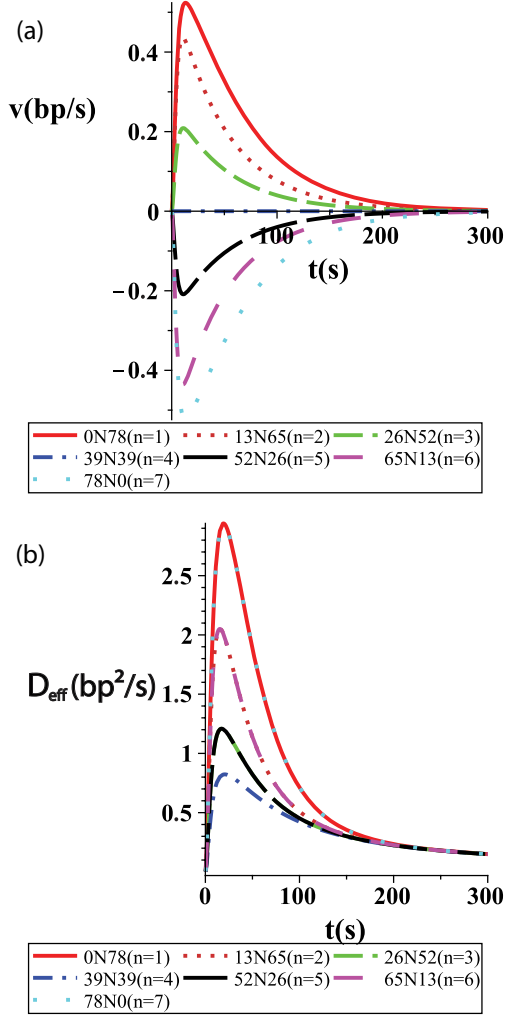 (a)
0.4
v(bp/s)
0.2
0
100
200
300
t(s)
−0.2
−0.4
0N78(n=1) 13N65(n=2) 26N52(n=3)
39N39(n=4) 52N26(n=5) 65N13(n=6)
78N0(n=7)
(b)
2.5
2
D_eff(bp²/s)
1.5
1
0.5
0 100 200 300
t(s)
0N78(n=1) 13N65(n=2) 26N52(n=3)
39N39(n=4) 52N26(n=5) 65N13(n=6)
78N0(n=7)